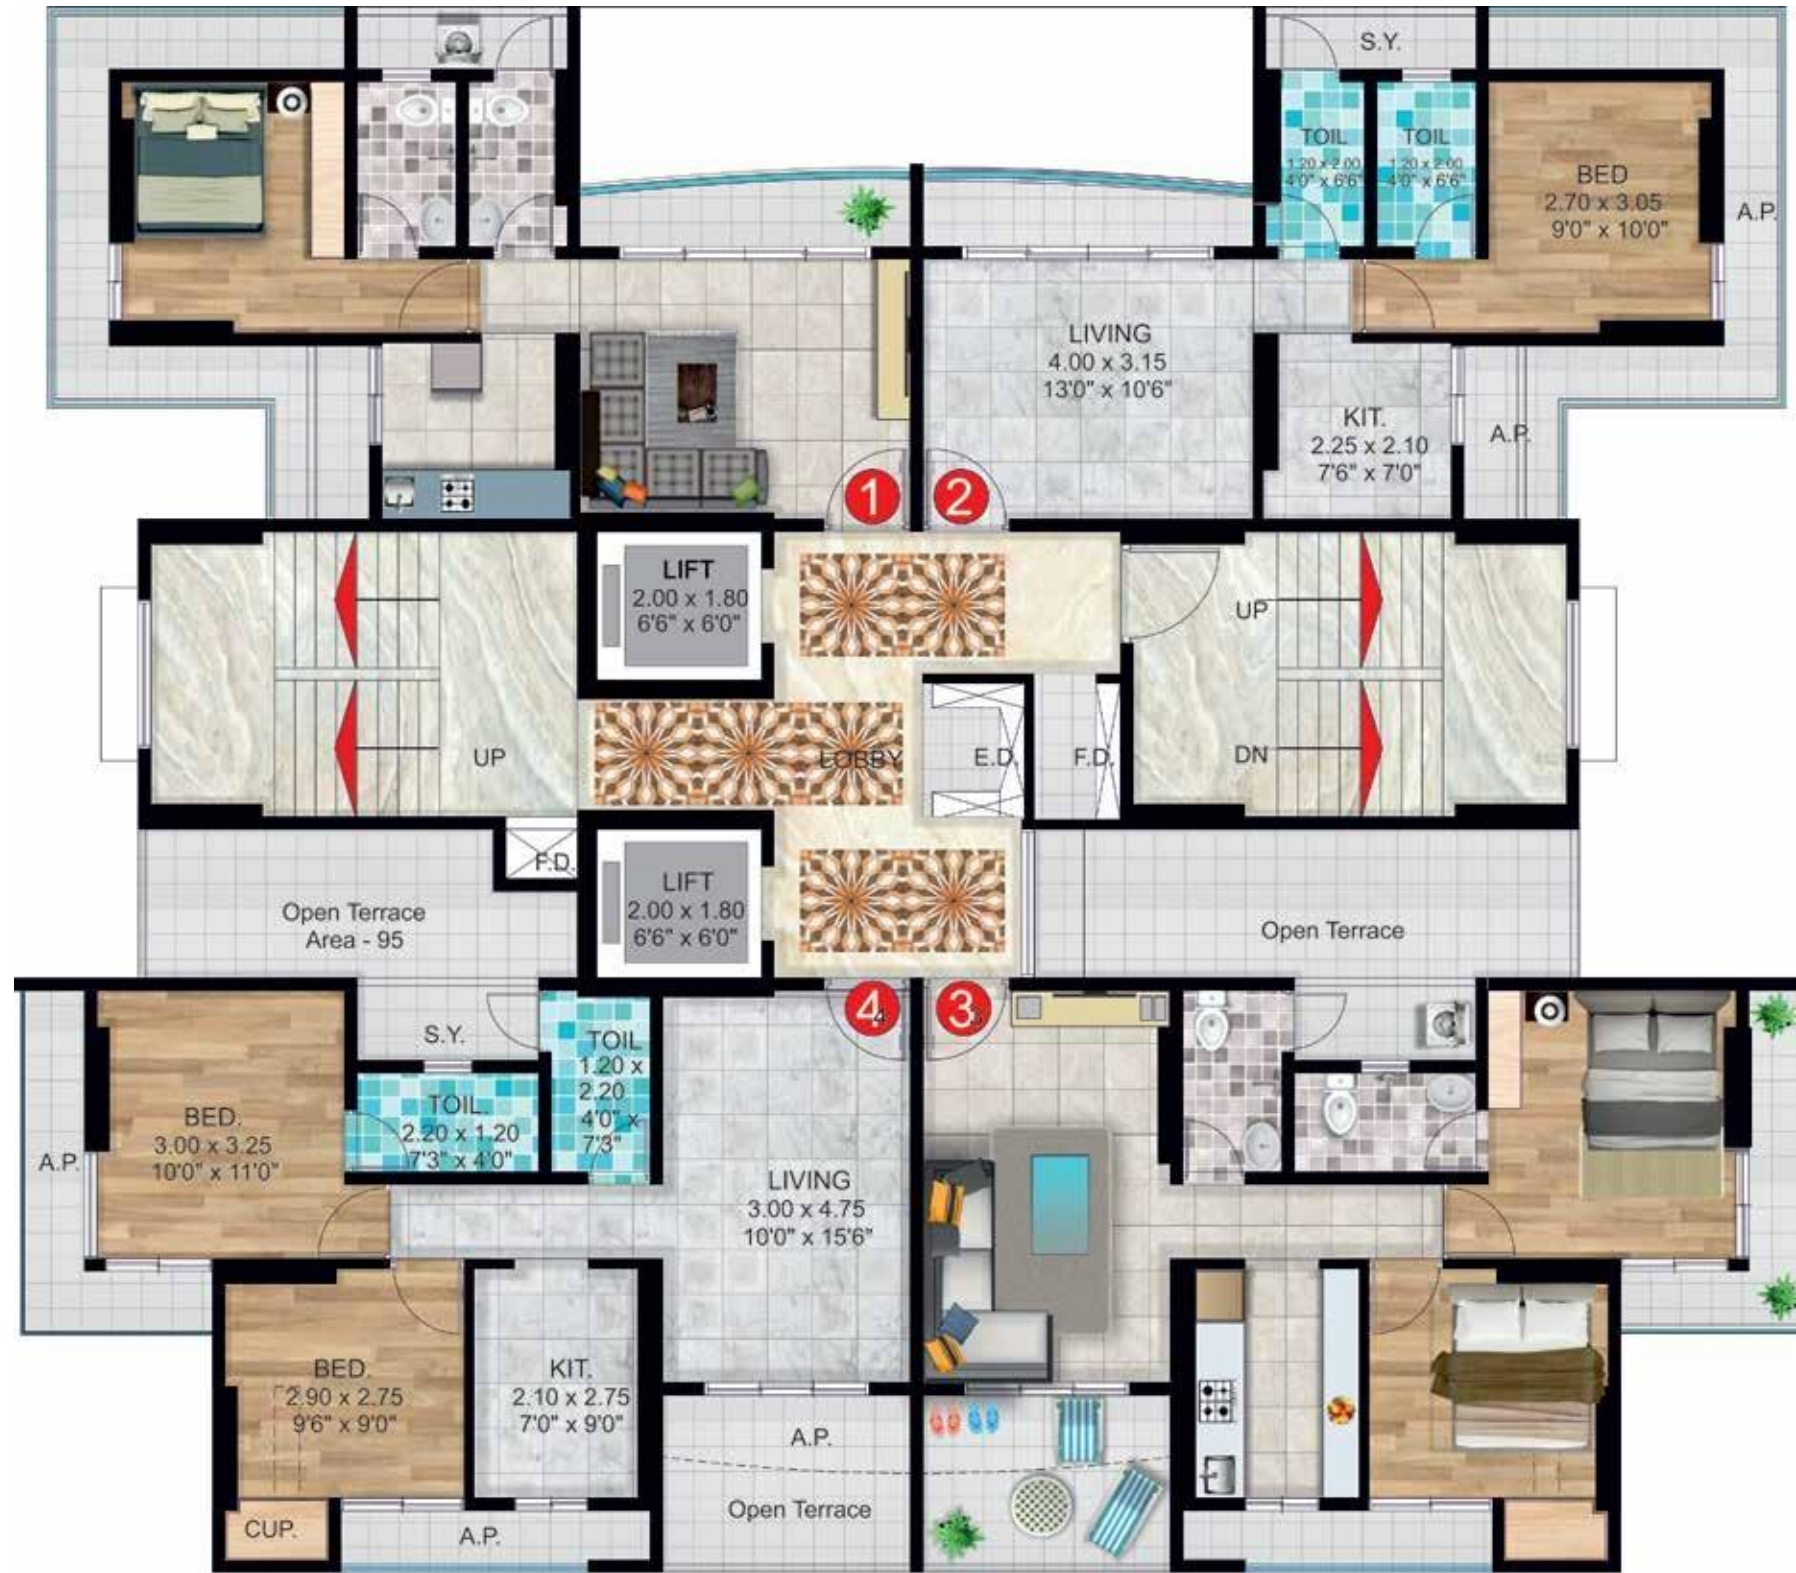 S.Y.
TOIL
1.20 x 2.00
4'0" x 6'6"
TOIL
1.20 x 2.00
4'0" x 6'6"
BED
2.70 x 3.05
9'0" x 10'0"
A.P.
LIVING
4.00 x 3.15
13'0" x 10'6"
KIT.
2.25 x 2.10
7'6" x 7'0"
A.P.
1
2
LIFT
2.00 x 1.80
6'6" x 6'0"
UP
UP
LOBBY
E.D.
F.D.
DN
F.D.
LIFT
2.00 x 1.80
6'6" x 6'0"
Open Terrace
Area - 95
Open Terrace
4
3
S.Y.
TOIL
1.20 x
2.20
4'0" x
7'3"
TOIL.
2.20 x 1.20
7'3" x 4'0"
BED.
3.00 x 3.25
10'0" x 11'0"
A.P.
LIVING
3.00 x 4.75
10'0" x 15'6"
BED.
2.90 x 2.75
9'6" x 9'0"
KIT.
2.10 x 2.75
7'0" x 9'0"
A.P.
Open Terrace
CUP.
A.P.